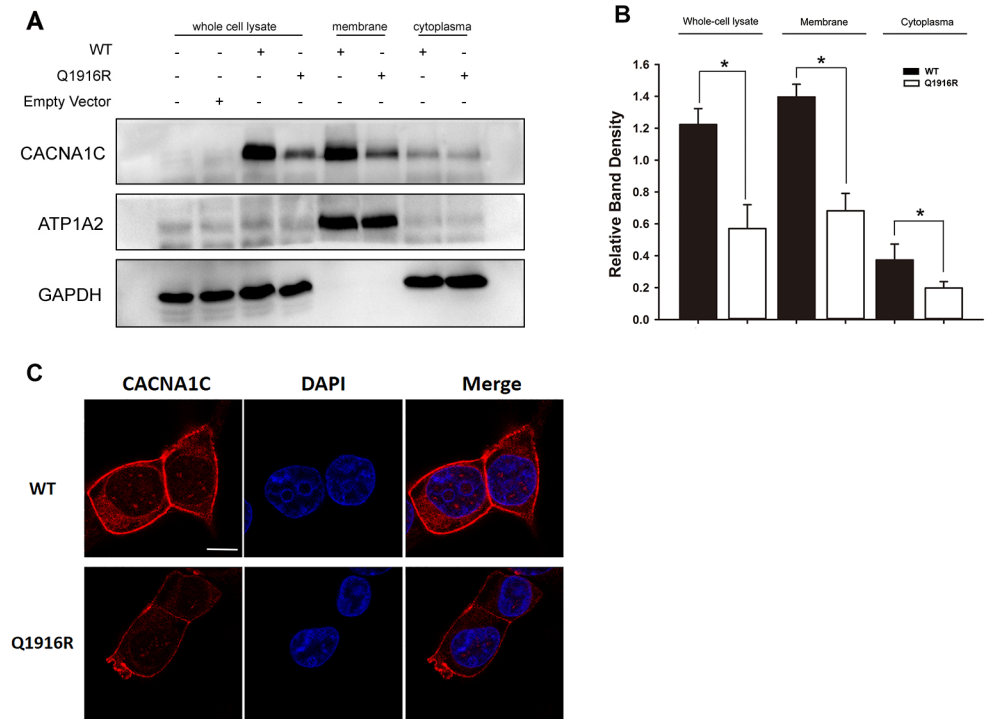 A
whole cell lysate membrane cytoplasma
WT - - + - + - + -
Q1916R - - - + - + - +
Empty Vector - + - - - - - -
CACNA1C
ATP1A2
GAPDH
B
Whole-cell lysate Membrane Cytoplasma
WT
Q1916R
* * *
Relative Band Density
1.6
1.4
1.2
1.0
0.8
0.6
0.4
0.2
0.0
C
CACNA1C DAPI Merge
WT
Q1916R